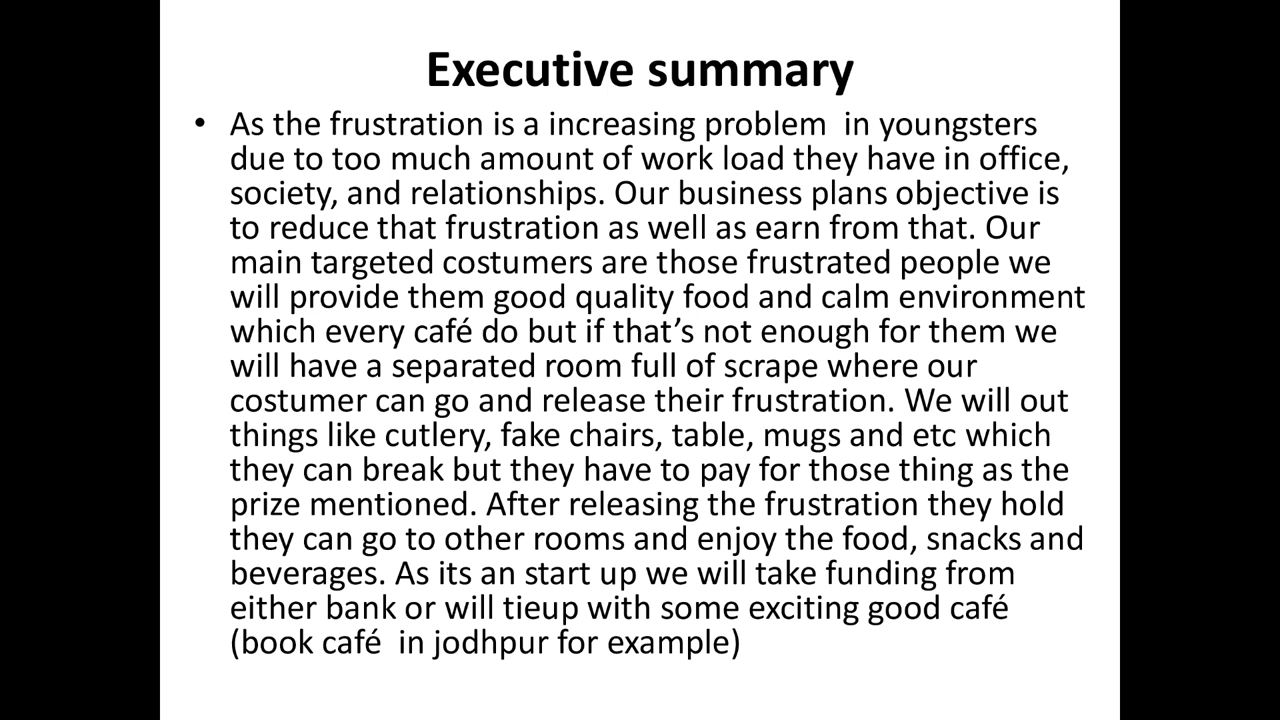 Executive summary
• As the frustration is a increasing problem  in youngsters
due to too much amount of work load they have in office,
society, and relationships. Our business plans objective is
to reduce that frustration as well as earn from that. Our
main targeted costumers are those frustrated people we
will provide them good quality food and calm environment
which every café do but if that’s not enough for them we
will have a separated room full of scrape where our
costumer can go and release their frustration. We will out
things like cutlery, fake chairs, table, mugs and etc which
they can break but they have to pay for those thing as the
prize mentioned. After releasing the frustration they hold
they can go to other rooms and enjoy the food, snacks and
beverages. As its an start up we will take funding from
either bank or will tieup with some exciting good café
(book café  in jodhpur for example)